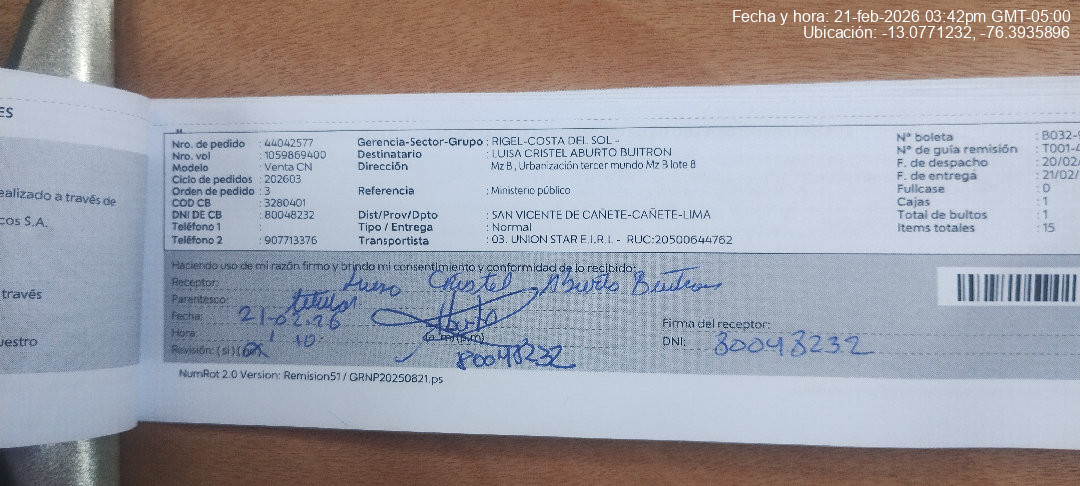 Fecha y hora: 21-feb-2026 03:42pm GMT-05:00
Ubicación: -13.0771232, -76.3935896
ES
ealizado a través de
cos S.A.
través
uestro
Nro. de pedido : 44042577
Nro. vol : 1059869400
Modelo : Venta CN
Ciclo de pedidos : 202603
Orden de pedido : 3
COD CB : 3280401
DNI DE CB : 80048232
Teléfono 1 :
Teléfono 2 : 907713376
Gerencia-Sector-Grupo : RIGEL-COSTA DEL SOL -
Destinatario : LUISA CRISTEL ABURTO BUITRON
Dirección Mz B , Urbanización tercer mundo Mz B lote 8
Referencia : Ministerio público
Dist/Prov/Dpto : SAN VICENTE DE CAÑETE-CAÑETE-LIMA
Tipo / Entrega : Normal
Transportista : 03. UNION STAR E.I.R.L - RUC:20500644762
N° boleta : B032-
N° de guía remisión : T001-4
F. de despacho : 20/02/
F. de entrega : 21/02/
Fullcase : 0
Cajas : 1
Total de bultos : 1
Items totales : 15
Haciendo uso de mi razón firmo y brindo mi consentimiento y conformidad de lo recibido:
Receptor: Cristel Aburto Buitron
Parentesco: titular
Fecha: 21-02-26
Hora: 10
Revisión: (si)
(a.m) (p.m)
80048232
Firma del receptor:
DNI: 80048232
NumRot 2.0 Version: Remision51 / GRNP20250821.ps